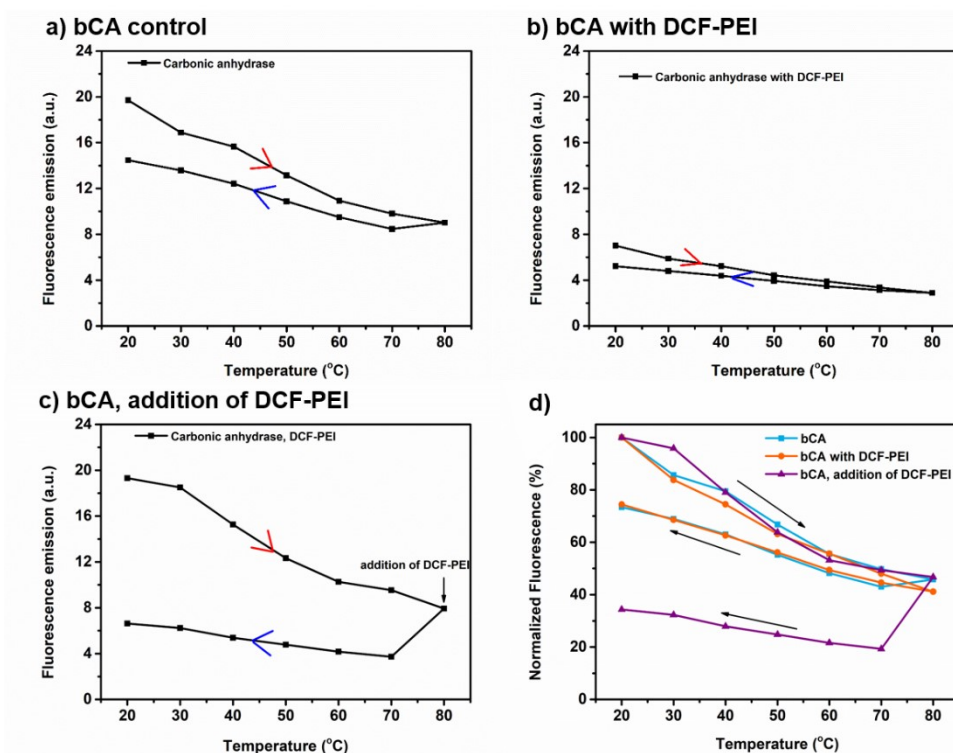 a) bCA control
Carbonic anhydrase
Fluorescence emission (a.u.)
24
20
16
12
8
4
0
20 30 40 50 60 70 80
Temperature (°C)
b) bCA with DCF-PEI
Carbonic anhydrase with DCF-PEI
Fluorescence emission (a.u.)
24
20
16
12
8
4
0
20 30 40 50 60 70 80
Temperature (°C)
c) bCA, addition of DCF-PEI
Carbonic anhydrase, DCF-PEI
addition of DCF-PEI
Fluorescence emission (a.u.)
24
20
16
12
8
4
0
20 30 40 50 60 70 80
Temperature (°C)
d)
bCA
bCA with DCF-PEI
bCA, addition of DCF-PEI
Normalized Fluorescence (%)
100
80
60
40
20
0
20 30 40 50 60 70 80
Temperature (°C)